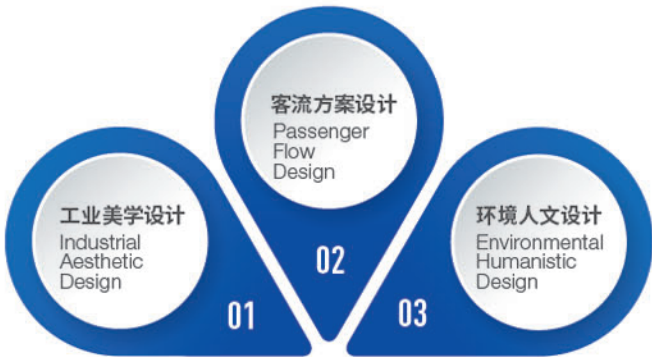 工业美学设计
Industrial
Aesthetic
Design
01
客流方案设计
Passenger
Flow
Design
02
环境人文设计
Environmental
Humanistic
Design
03